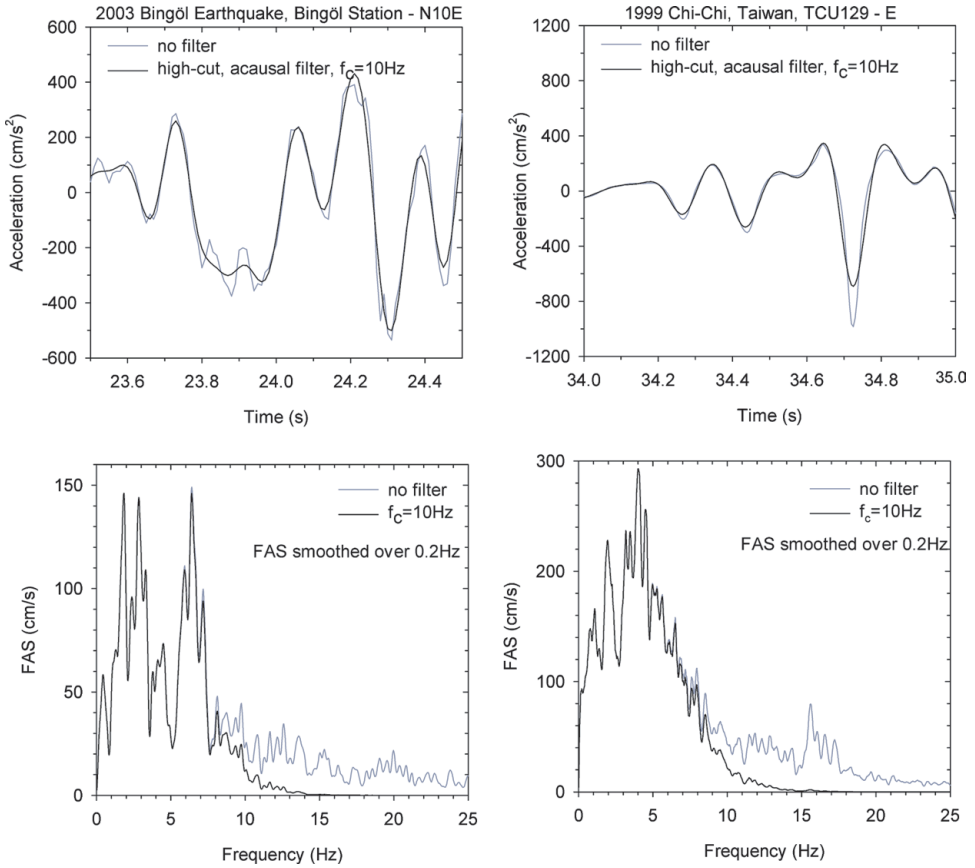 2003 Bingöl Earthquake, Bingöl Station - N10E
600
400
200
0
-200
-400
-600
Acceleration (cm/s²)
no filter
high-cut, acausal filter, fc=10Hz
23.6 23.8 24.0 24.2 24.4
Time (s)
1999 Chi-Chi, Taiwan, TCU129 - E
1200
800
400
0
-400
-800
-1200
Acceleration (cm/s²)
no filter
high-cut, acausal filter, fc=10Hz
34.0 34.2 34.4 34.6 34.8 35.0
Time (s)
150
100
50
0
FAS (cm/s)
no filter
fc=10Hz
FAS smoothed over 0.2Hz
0 5 10 15 20 25
Frequency (Hz)
300
200
100
0
FAS (cm/s)
no filter
fc=10Hz
FAS smoothed over 0.2Hz
0 5 10 15 20 25
Frequency (Hz)